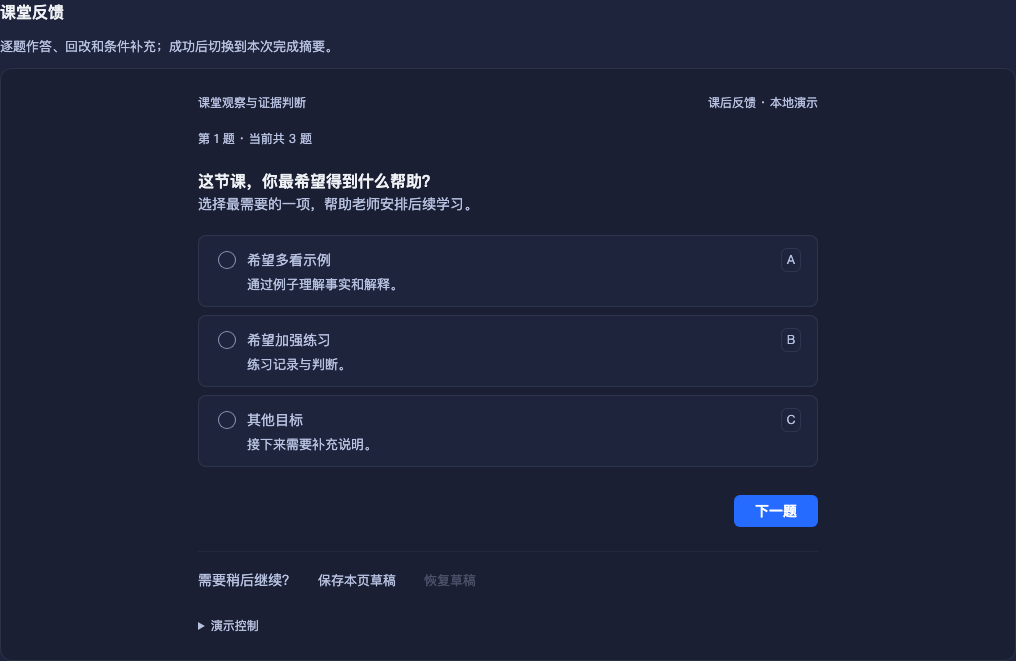 课堂反馈
逐题作答、回改和条件补充；成功后切换到本次完成摘要。
课堂观察与证据判断
课后反馈 · 本地演示
第 1 题 · 当前共 3 题
这节课，你最希望得到什么帮助?
选择最需要的一项，帮助老师安排后续学习。
希望多看示例
A
通过例子理解事实和解释。
希望加强练习
B
练习记录与判断。
其他目标
C
接下来需要补充说明。
下一题
需要稍后继续?
保存本页草稿
恢复草稿
演示控制